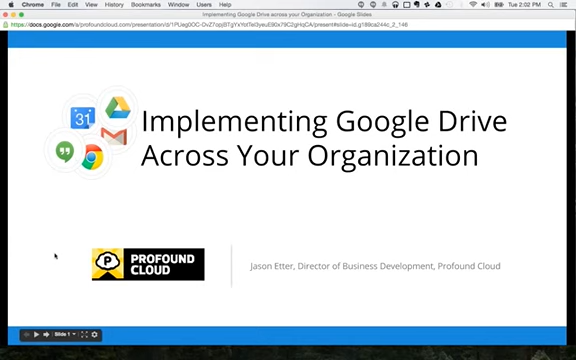 Chrome File Edit View History Bookmarks Window Users Help Tue 2:02 PM
Implementing Google Drive across your Organization - Google Slides
31
Implementing Google Drive
Across Your Organization
PROFOUND
CLOUD
Jason Etter, Director of Business Development, Profound Cloud
Slide 1